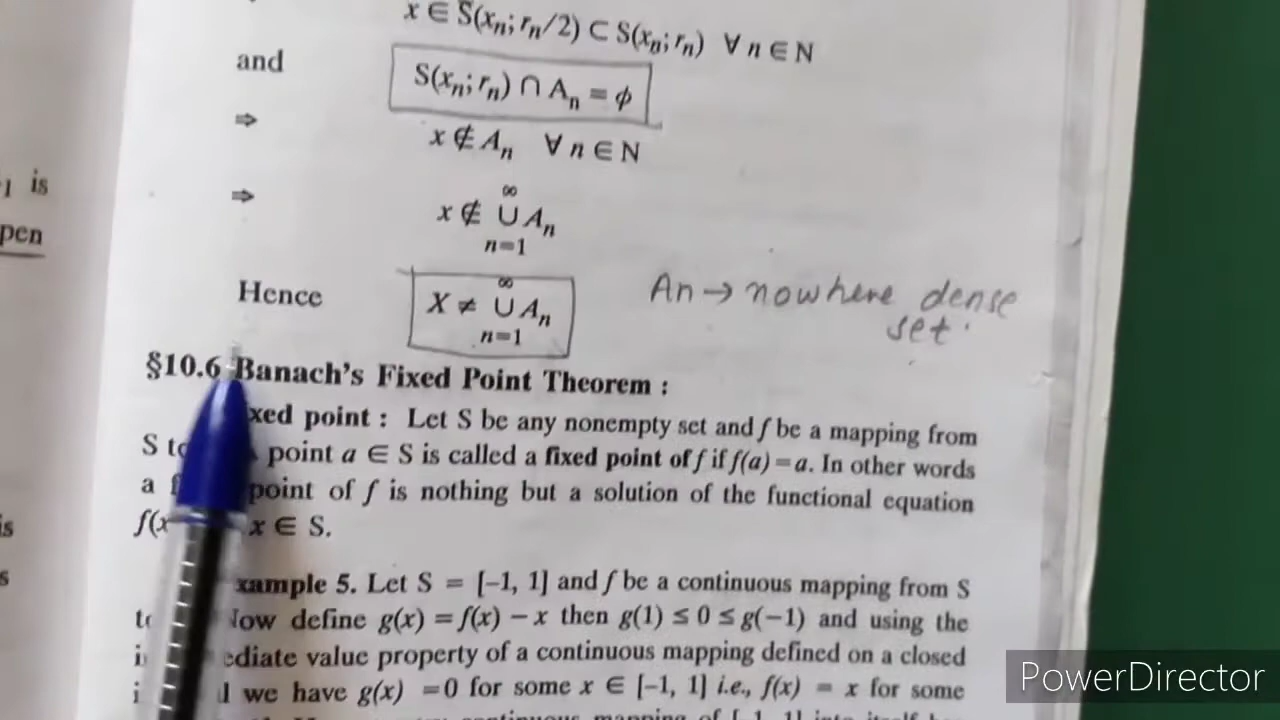 x ∈ S(xₙ; rₙ/2) ⊂ S(xₙ; rₙ) ∀ n ∈ N
and S(xₙ; rₙ) ∩ Aₙ = ϕ
⇒ x ∉ Aₙ ∀ n ∈ N
⇒ x ∉ ∞∪n=1 Aₙ
Hence X ≠ ∞∪n=1 Aₙ
An → nowhere dense
set.
§10.6 Banach's Fixed Point Theorem :
xed point : Let S be any nonempty set and f be a mapping from
S point a ∈ S is called a fixed point of f if f(a) = a. In other words
a point of f is nothing but a solution of the functional equation
f(x x ∈ S.
xample 5. Let S = [–1, 1] and f be a continuous mapping from S
ow define g(x) = f(x) – x then g(1) ≤ 0 ≤ g(–1) and using the
ediate value property of a continuous mapping defined on a closed
we have g(x) = 0 for some x ∈ [–1, 1] i.e., f(x) = x for some
1 is
pen
is
s
PowerDirector